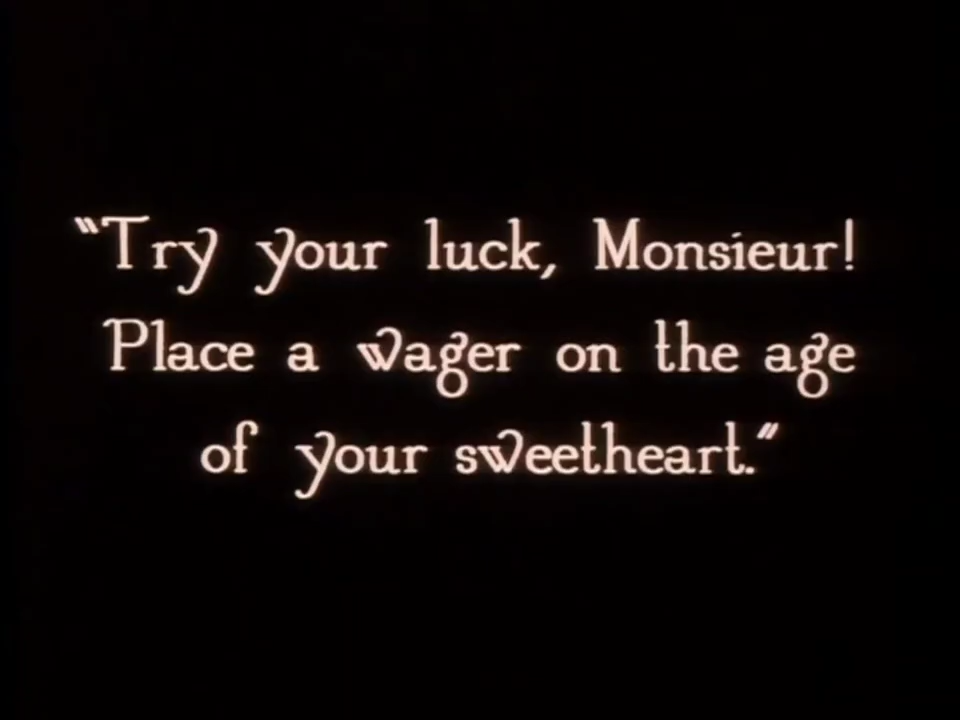 "Try your luck, Monsieur!
Place a wager on the age
of your sweetheart."